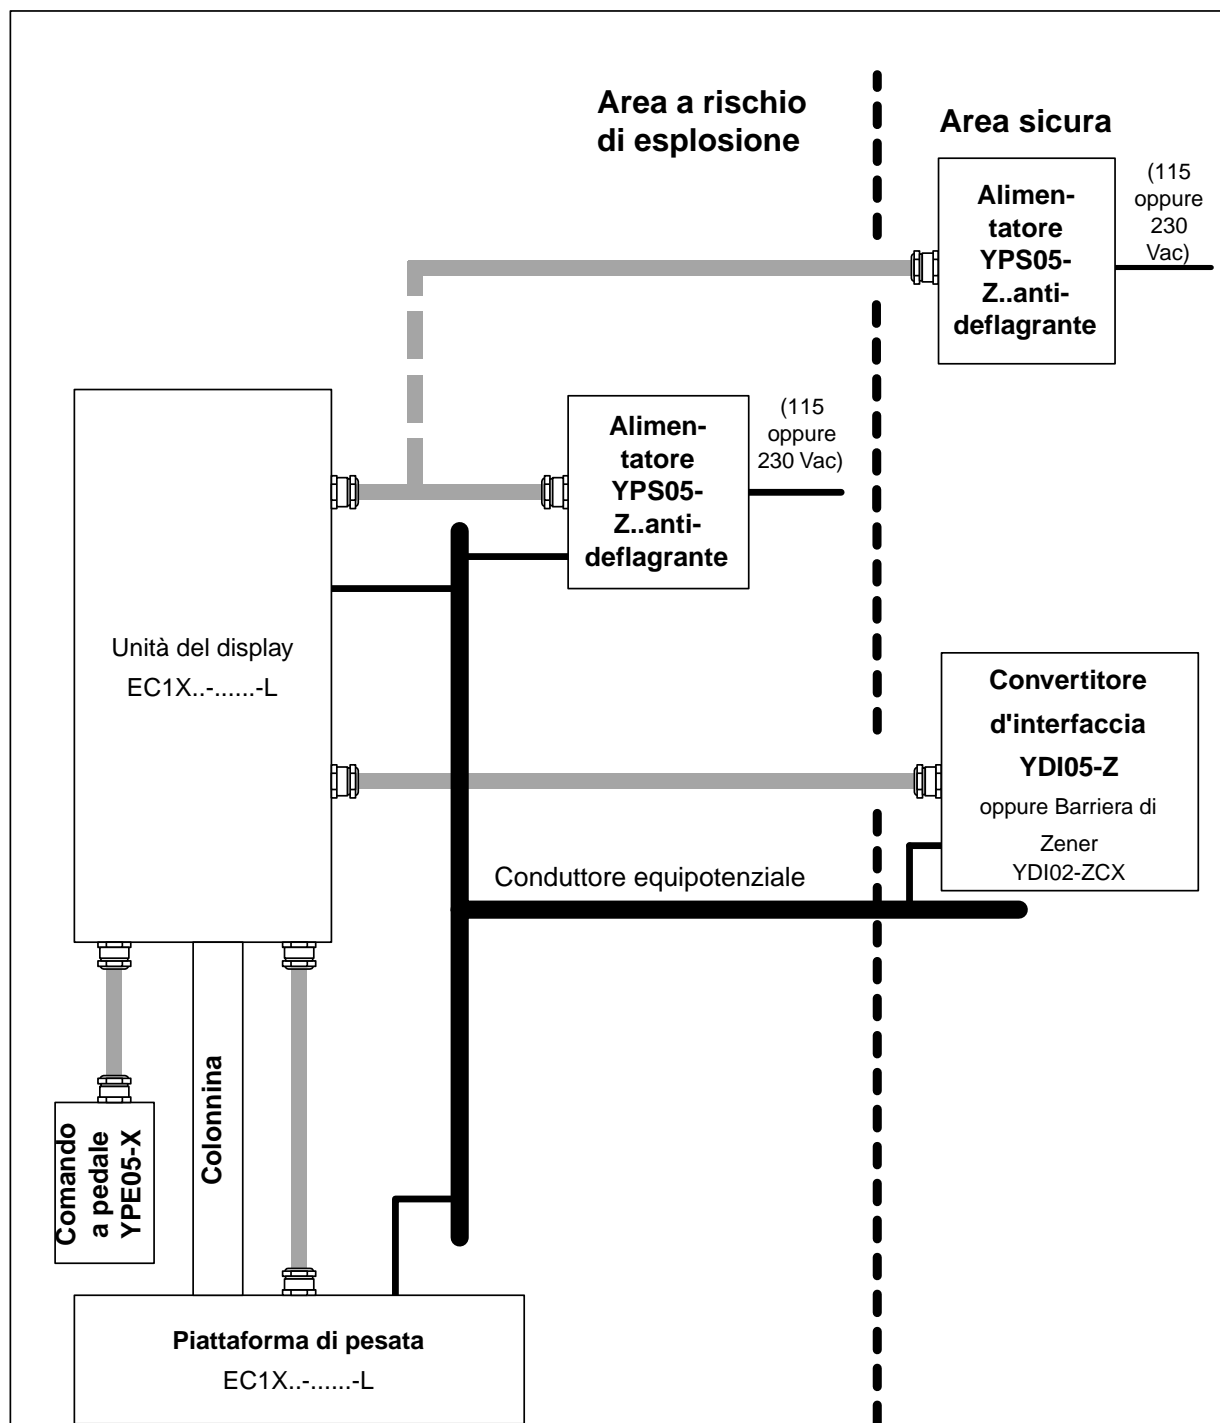 Area a rischio
di esplosione
Area sicura
(115
oppure
230
Vac)
Alimen-
tatore
YPS05-
Z..anti-
deflagrante
(115
oppure
230 Vac)
Alimen-
tatore
YPS05-
Z..anti-
deflagrante
Unità del display
EC1X..-......-L
Convertitore
d'interfaccia
YDI05-Z
oppure Barriera di
Zener
YDI02-ZCX
Conduttore equipotenziale
Colonnina
Comando
a pedale
YPE05-X
Piattaforma di pesata
EC1X..-......-L